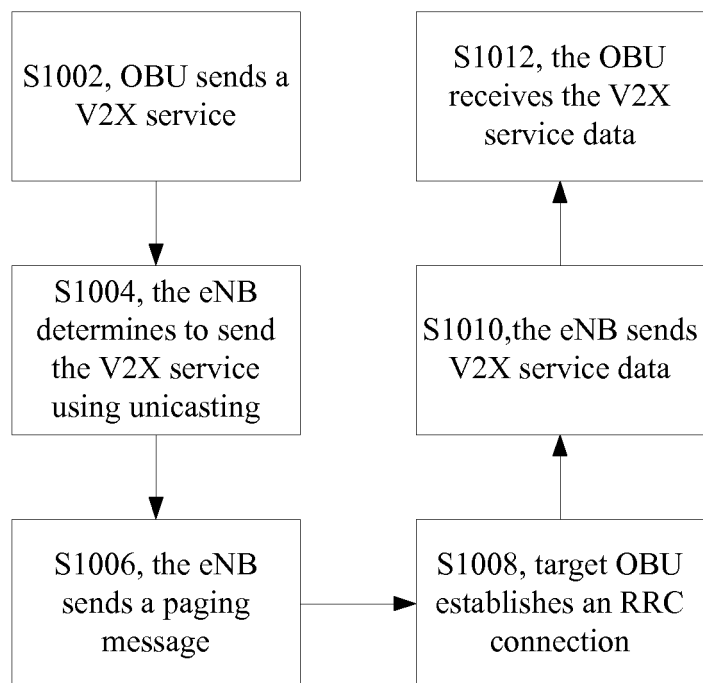 S1002, OBU sends a
V2X service
S1004, the eNB
determines to send
the V2X service
using unicasting
S1006, the eNB
sends a paging
message
S1008, target OBU
establishes an RRC
connection
S1010,the eNB sends
V2X service data
S1012, the OBU
receives the V2X
service data